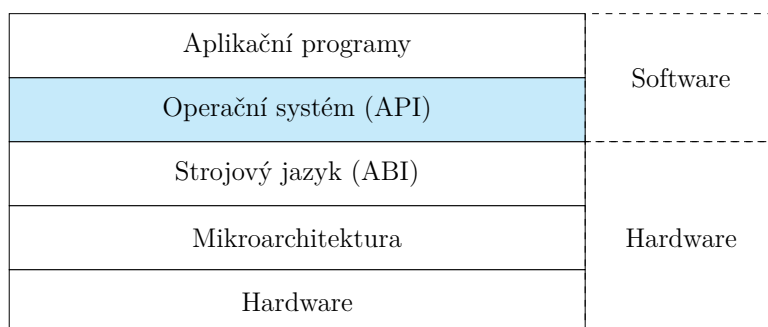 Aplikační programy
Software
Operační systém (API)
Strojový jazyk (ABI)
Mikroarchitektura
Hardware
Hardware